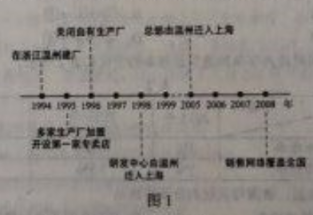 关闭自有生产厂 总部由温州迁入上海
在浙江温州建厂
1994 1995 1996 1997 1998 1999 2005 2006 2007 2008 年
多家生产厂加盟
开设第一家专卖店
研发中心由温州
迁入上海
销售网络覆盖全国
图1